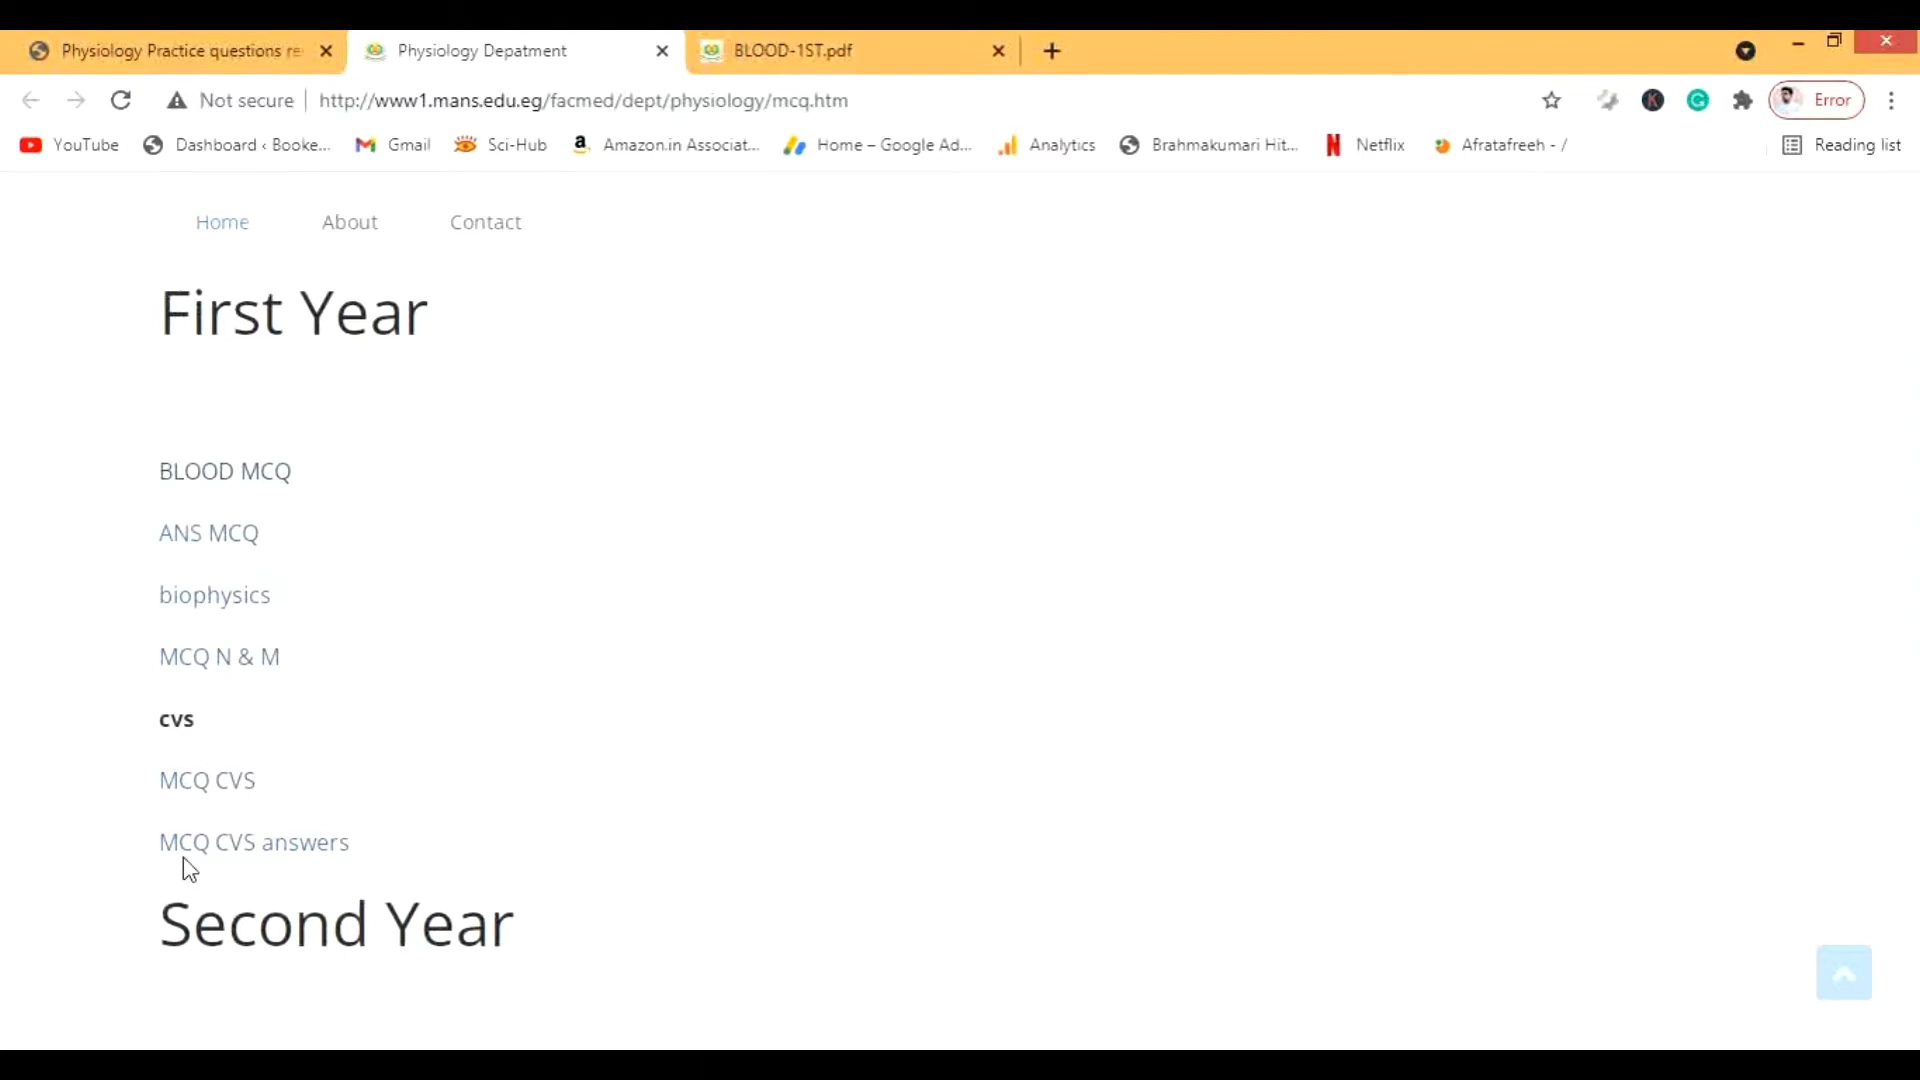 Physiology Practice questions re
Physiology Depatment
BLOOD-1ST.pdf
Not secure
http://www1.mans.edu.eg/facmed/dept/physiology/mcq.htm
K
Error
YouTube
Dashboard ‹ Booke...
Gmail
Sci-Hub
Amazon.in Associat...
Home – Google Ad...
Analytics
Brahmakumari Hit...
Netflix
Afratafreeh - /
Reading list
Home
About
Contact
First Year
BLOOD MCQ
ANS MCQ
biophysics
MCQ N & M
cvs
MCQ CVS
MCQ CVS answers
Second Year